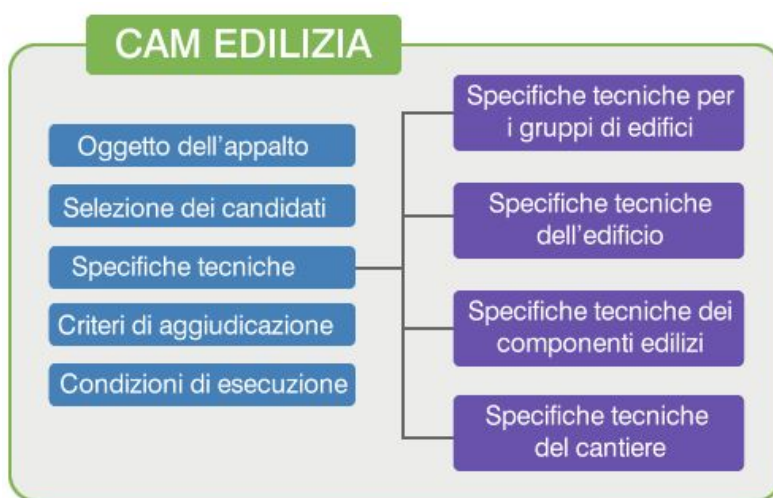 CAM EDILIZIA
Oggetto dell'appalto
Selezione dei candidati
Specifiche tecniche
Criteri di aggiudicazione
Condizioni di esecuzione
Specifiche tecniche per
i gruppi di edifici
Specifiche tecniche
dell'edificio
Specifiche tecniche dei
componenti edilizi
Specifiche tecniche
del cantiere